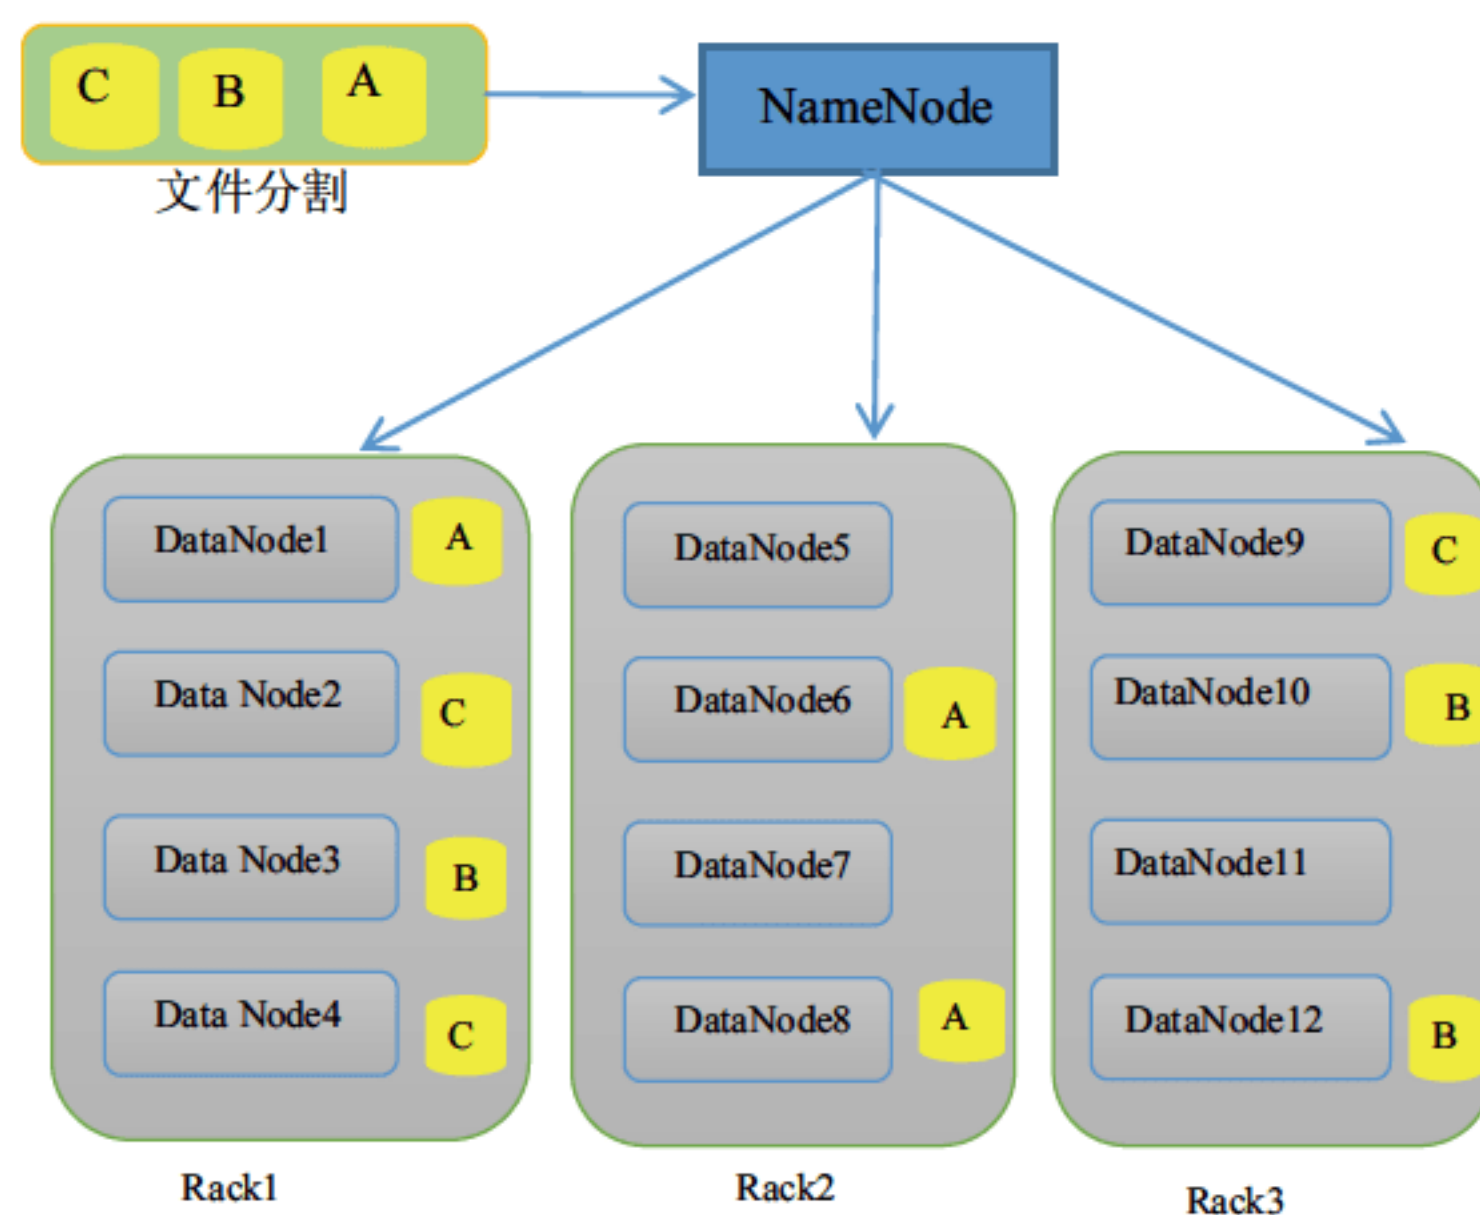 C B A
文件分割
NameNode
DataNode1 A
Data Node2 C
Data Node3 B
Data Node4 C
Rack1
DataNode5
DataNode6 A
DataNode7
DataNode8 A
Rack2
DataNode9 C
DataNode10 B
DataNode11
DataNode12 B
Rack3